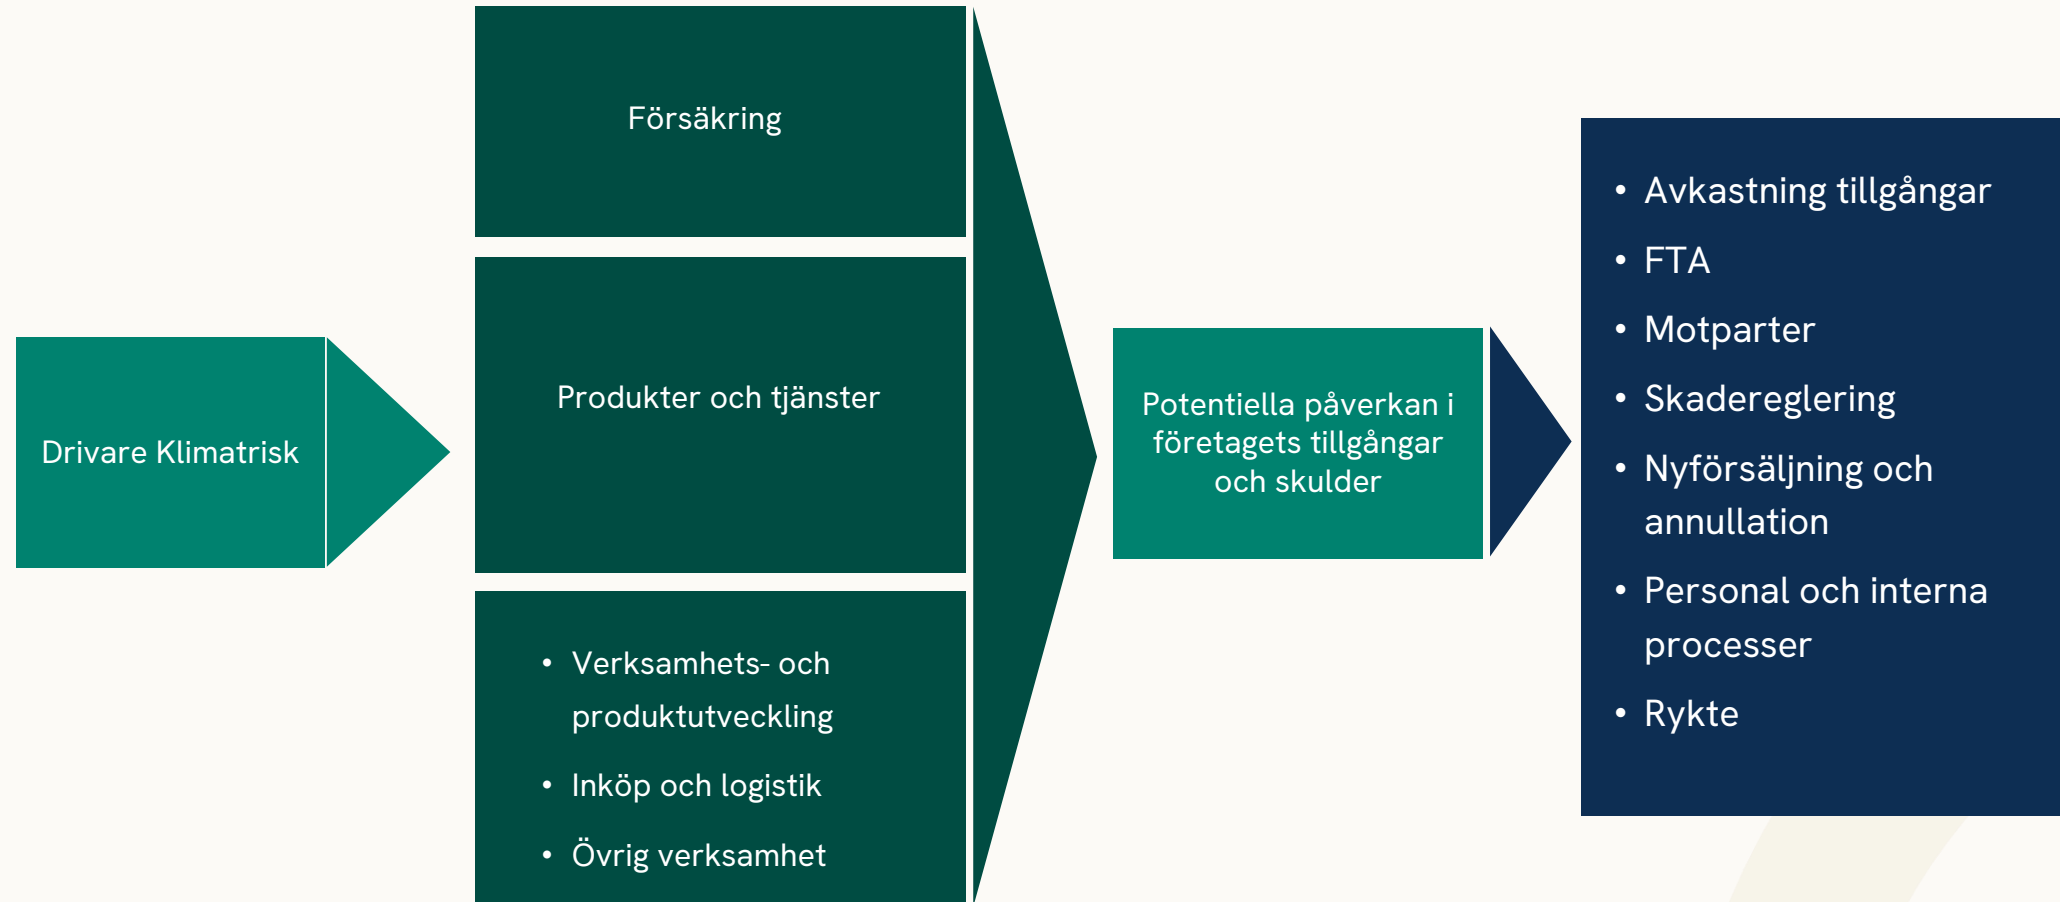 Drivare Klimatrisk
Försäkring
Produkter och tjänster
• Verksamhets- och
produktutveckling
• Inköp och logistik
• Övrig verksamhet
Potentiella påverkan i
företagets tillgångar
och skulder
• Avkastning tillgångar
• FTA
• Motparter
• Skadereglering
• Nyförsäljning och
annullation
• Personal och interna
processer
• Rykte